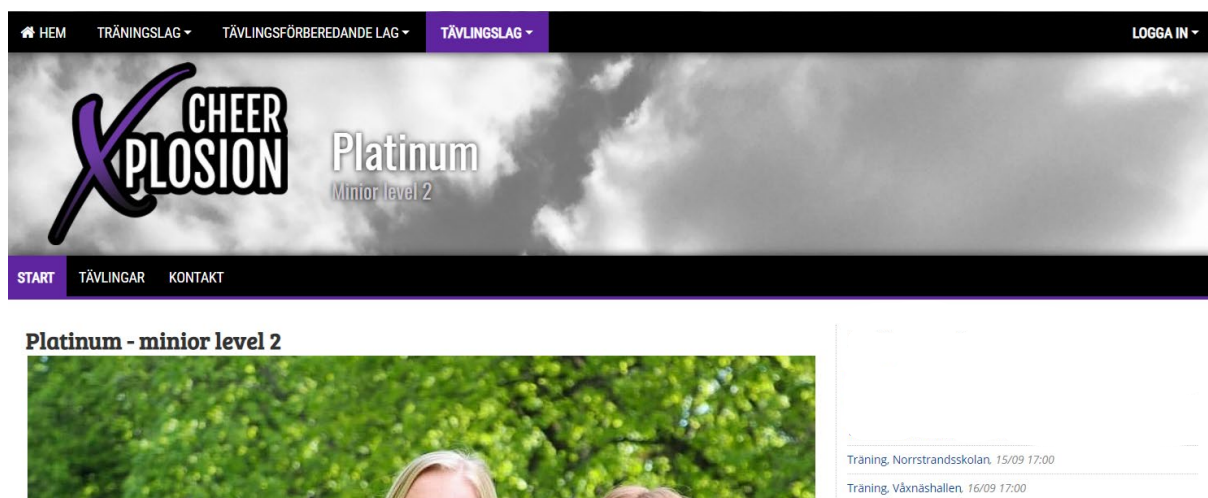 HEM TRÄNINGSLAG TÄVLINGSFÖRBEREDANDE LAG TÄVLINGSLAG LOGGA IN
CHEER
XPLOSION
Platinum
Minior level 2
START TÄVLINGAR KONTAKT
Platinum - minior level 2
Träning, Norrstrandsskolan, 15/09 17:00
Träning, Våxnäshallen, 16/09 17:00